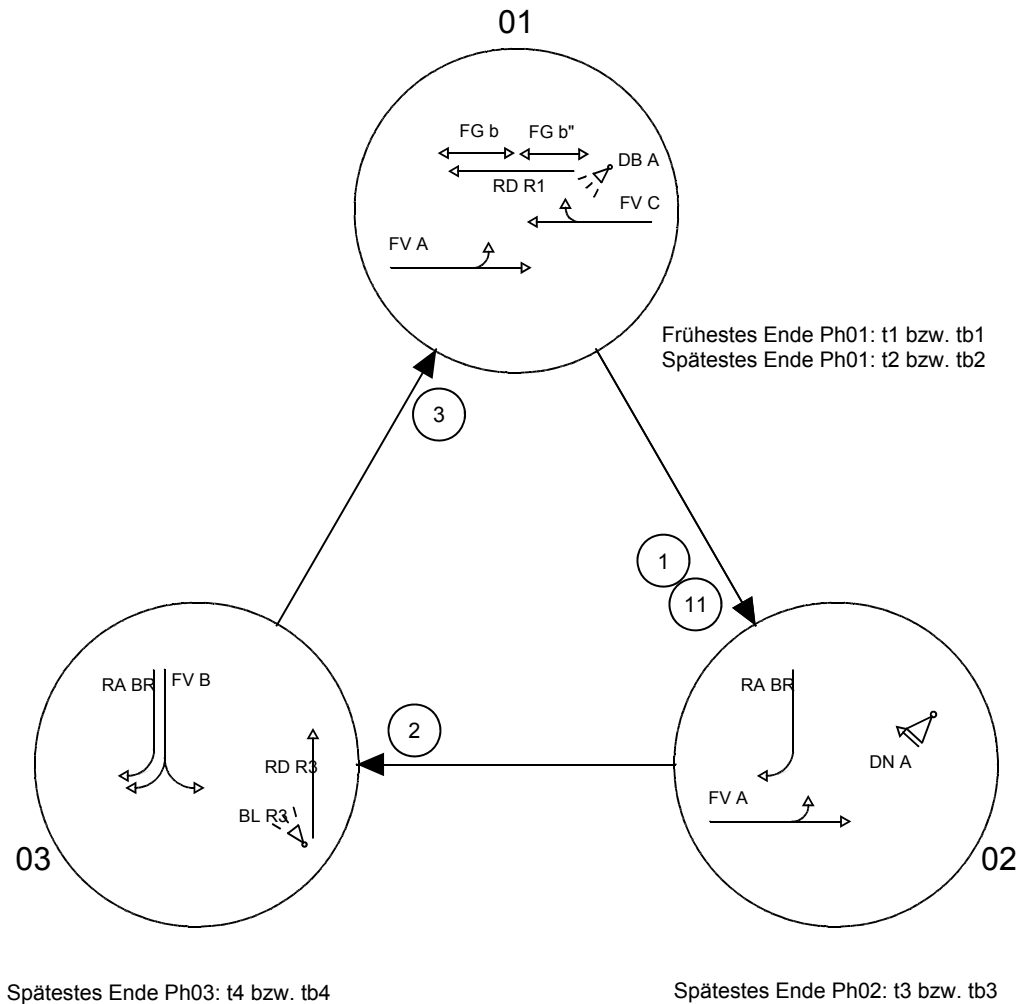 01
FG b FG b"
DB A
RD R1
FV C
FV A
Frühestes Ende Ph01: t1 bzw. tb1
Spätestes Ende Ph01: t2 bzw. tb2
3
1
11
RA BR FV B
2
RA BR
RD R3
DN A
BL R3
FV A
03
02
Spätestes Ende Ph03: t4 bzw. tb4
Spätestes Ende Ph02: t3 bzw. tb3